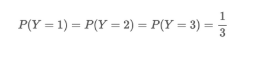 P(Y = 1) = P(Y = 2) = P(Y = 3) = 1/3